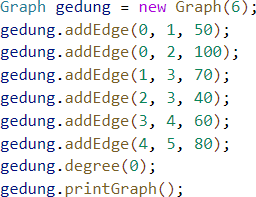 Graph gedung = new Graph(6);
gedung.addEdge(0, 1, 50);
gedung.addEdge(0, 2, 100);
gedung.addEdge(1, 3, 70);
gedung.addEdge(2, 3, 40);
gedung.addEdge(3, 4, 60);
gedung.addEdge(4, 5, 80);
gedung.degree(0);
gedung.printGraph();